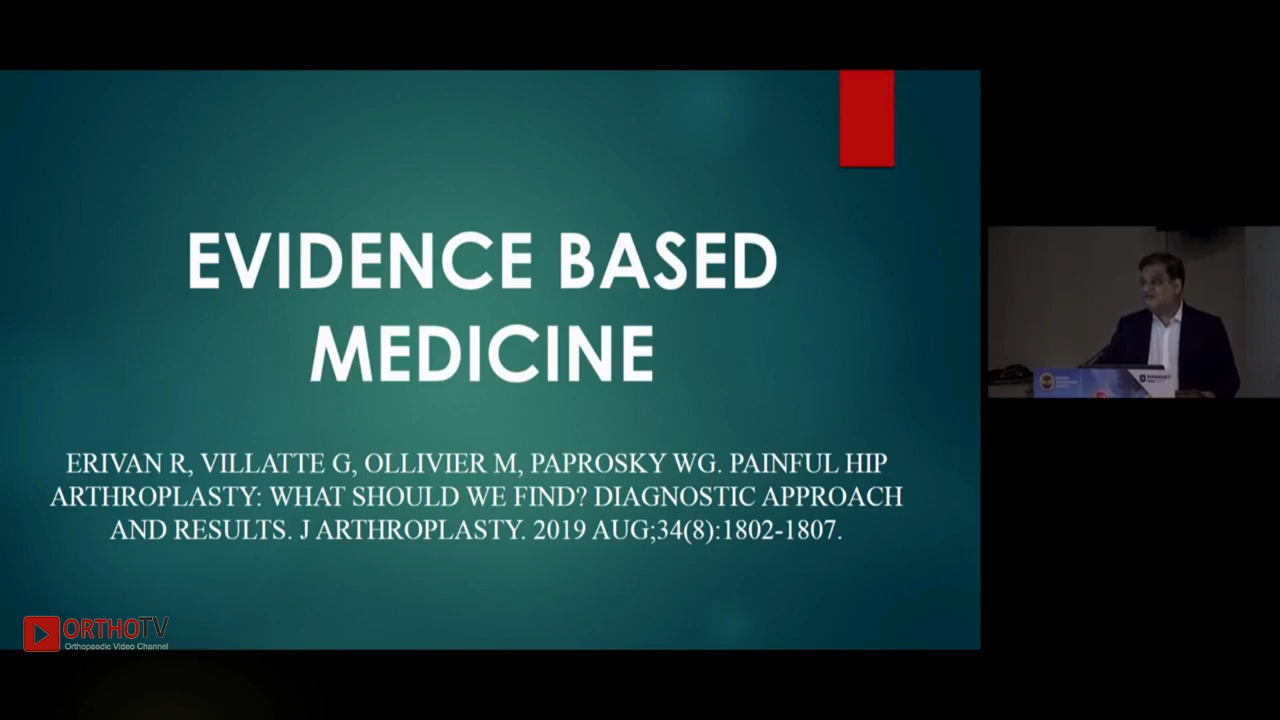 EVIDENCE BASED
MEDICINE
ERIVAN R, VILLATTE G, OLLIVIER M, PAPROSKY WG. PAINFUL HIP
ARTHROPLASTY: WHAT SHOULD WE FIND? DIAGNOSTIC APPROACH
AND RESULTS. J ARTHROPLASTY. 2019 AUG;34(8):1802-1807.
ORTHOTV
Orthopaedic Video Channel